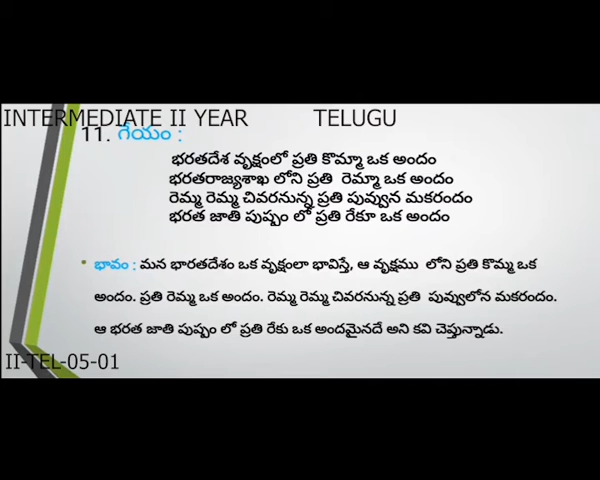 INTERMEDIATE II YEAR TELUGU
11. గేయం :
భరతదేశ వృక్షంలో ప్రతి కొమ్మా ఒక అందం
భరతరాజ్యశాఖ లోని ప్రతి రెమ్మా ఒక అందం
రెమ్మ రెమ్మ చివరనున్న ప్రతి పువ్వున మకరందం
భరత జాతి పుష్పం లో ప్రతి రేకూ ఒక అందం
భావం : మన భారతదేశం ఒక వృక్షంలా భావిస్తే, ఆ వృక్షము లోని ప్రతి కొమ్మ ఒక
అందం. ప్రతి రెమ్మ ఒక అందం. రెమ్మ రెమ్మ చివరనున్న ప్రతి పువ్వులోన మకరందం.
ఆ భరత జాతి పుష్పం లో ప్రతి రేకు ఒక అందమైనదే అని కవి చెప్తున్నాడు.
II-TEL-05-01